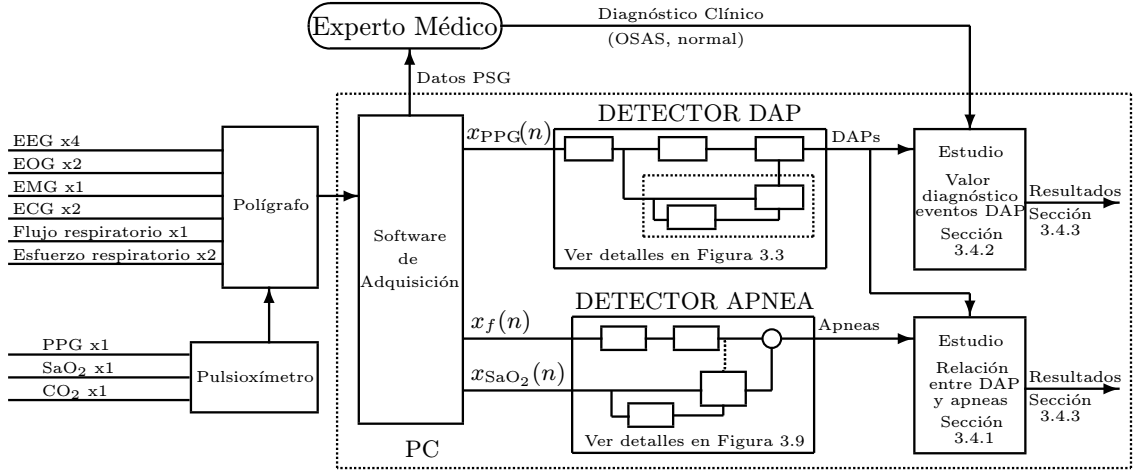 Experto Médico
Diagnóstico Clínico
(OSAS, normal)
Datos PSG
EEG x4
EOG x2
EMG x1
ECG x2
Flujo respiratorio x1
Esfuerzo respiratorio x2
Polígrafo
PPG x1
SaO₂ x1
CO₂ x1
Pulsioxímetro
Software
de
Adquisición
PC
DETECTOR DAP
x_PPG(n)
Ver detalles en Figura 3.3
DAPs
DETECTOR APNEA
x_f(n)
x_SaO₂(n)
Ver detalles en Figura 3.9
Apneas
Estudio
Valor
diagnóstico
eventos DAP
Sección
3.4.2
Resultados
Sección
3.4.3
Estudio
Relación
entre DAP
y apneas
Sección
3.4.1
Resultados
Sección
3.4.3